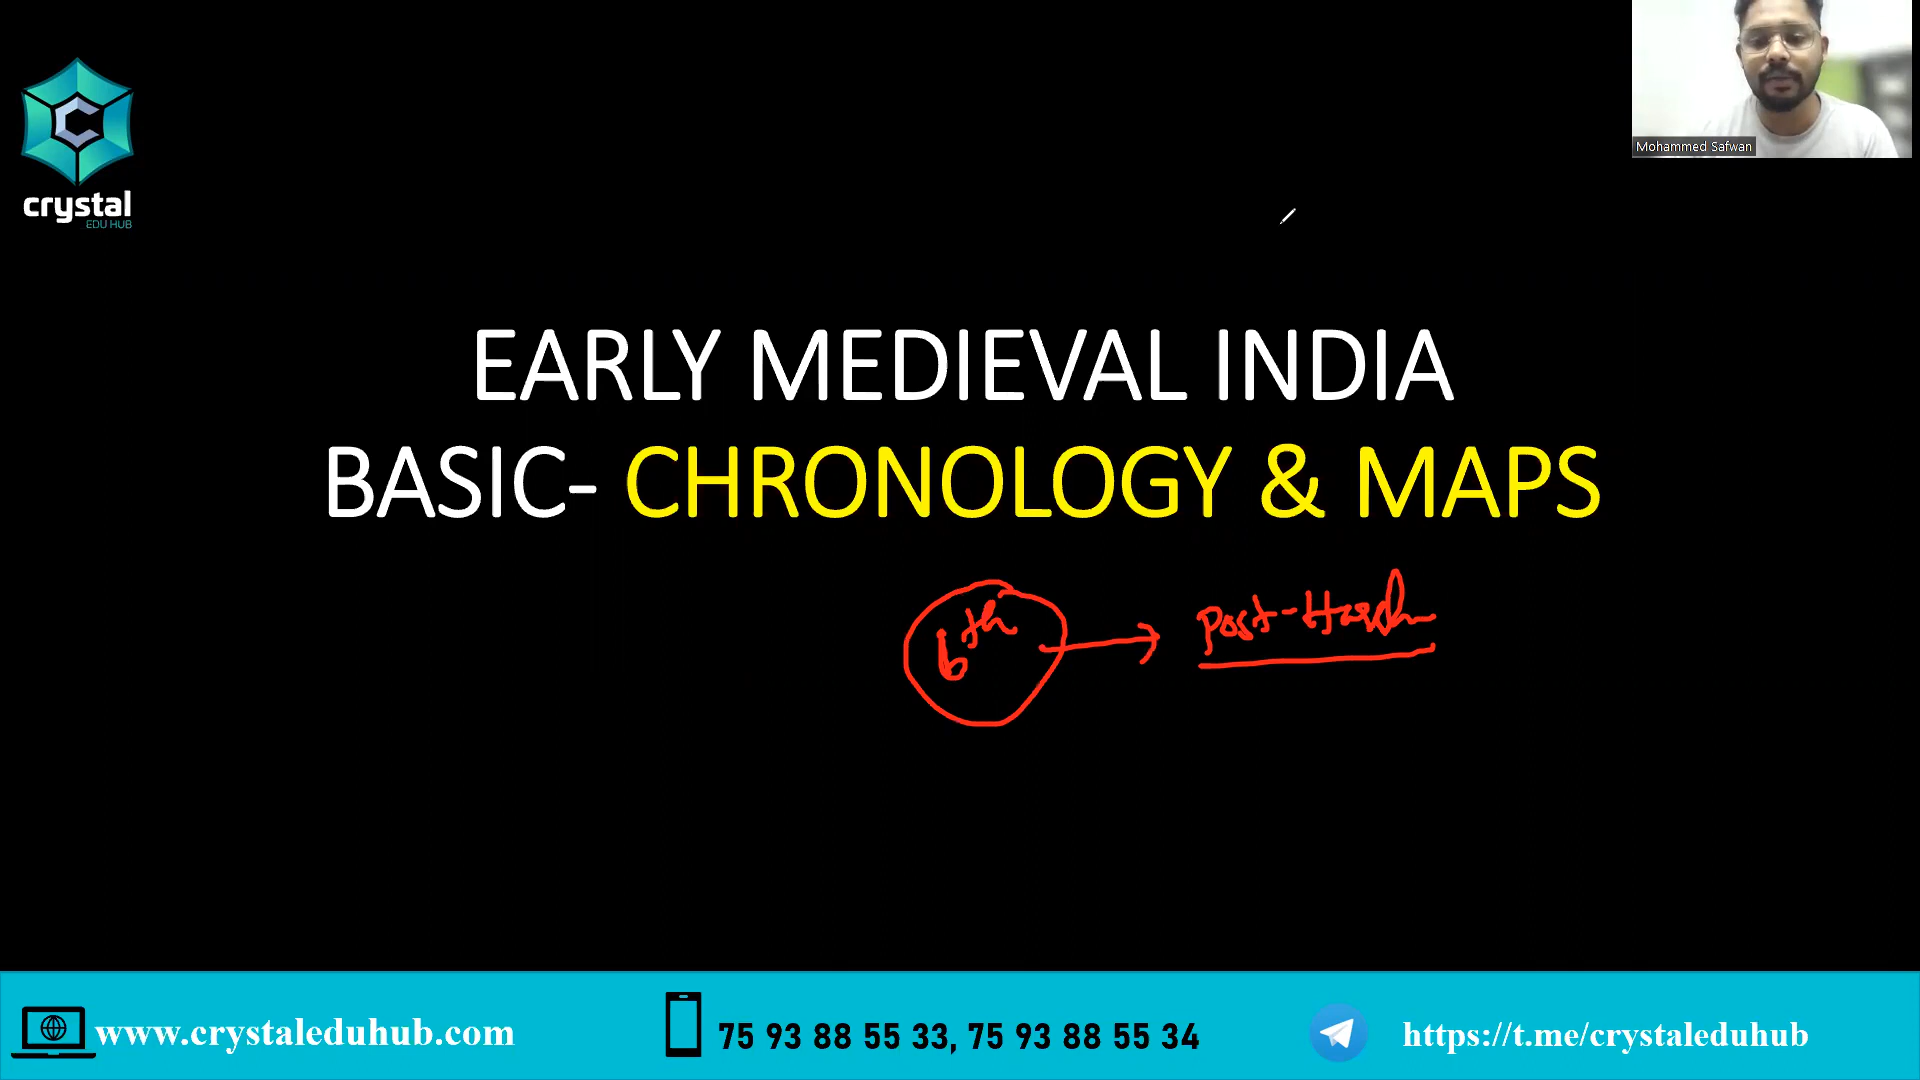 crystal
EDU HUB
Mohammed Safwan
EARLY MEDIEVAL INDIA
BASIC- CHRONOLOGY & MAPS
6th
Post-Harsh
www.crystaleduhub.com
75 93 88 55 33, 75 93 88 55 34
https://t.me/crystaleduhub